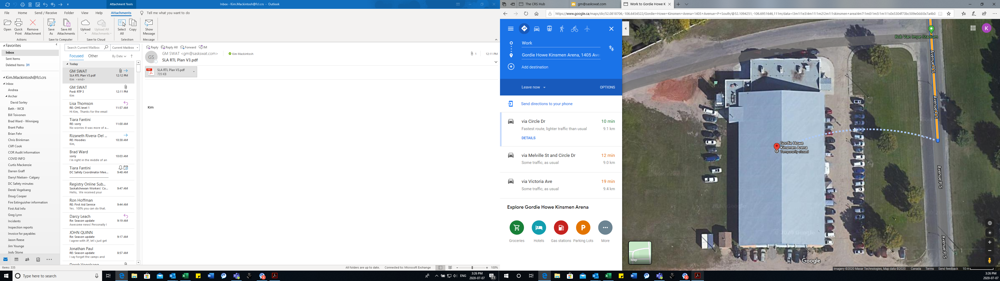 Attachment Tools
Inbox - Kim.Mackintosh@fcl.crs - Outlook
File Home Send / Receive Folder View Help Attachments Tell me what you want to do
Open Quick Print Remove Attachment Save As Save All Attachments Upload Upload All Attachments Select All Copy Show Message
Actions Save to Computer Save to Cloud Selection Message
Favorites
Inbox
Sent Items
Deleted Items 31
Kim.Mackintosh@fcl.crs
Inbox
Andrea
Archer
David Sorley
Beth - WCB
Bill Toivonen
Brad Ward - Winnipeg
Brant Palko
Brian Fehr
Chris Brinkman
Cliff Cook
COR Audit Information
COVID INFO
Curtis Mackenzie
Darren Graff
Darryl Nielsen- Calgary
DC Safety minutes
Derek Vogelsang
Doug Cooper
Fire Extinguisher information
First Aid Info
Greg Lynn
Incidents
Inspection reports
Invoice for payables
Jason Reese
Jim Younge
Jody Stone
Items: 335
Search Current Mailbox Current Mailbox
Focused Other By Date
Today
GM SWAT
SLA RTL Plan V3.pdf 12:12 PM
Kim <end>
GM SWAT
Fwd: RTP 3 12:11 PM
Kim
Lisa Thomson
RE: OHS level 1 11:57 AM
Hi Kim, Thanks for the email
Tiara Fantini
RE: sorry 11:00 AM
No worries it was more of a...
Rizaneth Rivera-Del ...
RE: Hoodies 10:38 AM
Kim,
Brad Ward
sorry 10:03 AM
I'm right in the middle of an
Tiara Fantini
DC Safety Coordinator Mee... 9:48 AM
Registry Online Sub...
Saskatchewan Workers' Co... 9:47 AM
Hello, We received your
Ron Hoffman
RE: First Aid Service 9:44 AM
Yes. 100% you can do that.
Darcy Leach
Re: Season update 9:19 AM
Awesome news! Personally I
JOHN QUINN
Re: Season update 9:17 AM
I agree with JP, let's just get
Jonathan Paul
RE: Season update 8:57 AM
I say forget the camps and
Derek Vogelsang
Reply Reply All Forward IM
GS
GM SWAT <gm@saskswat.com> Kim Mackintosh 1 12:11 PM
SLA RTL Plan V3.pdf
PDF
SLA RTL Plan V3.pdf
735 KB
Kim
All folders are up to date. Connected to: Microsoft Exchange 100%
Type here to search
ENG 3:26 PM
2020-07-07
23
The CRS Hub gm@saskswat.com Work to Gordie Howe K
https://www.google.ca/maps/dir/52.0818706,-106.6454522/Gordie+Howe+Kinsmen+Arena+1405+Avenue+P+South/@52.1094251,-106.6951646,111m/data=!3m1!1e3!4m11!1m2!2m1!1skinsmen+area!4m7!1m0!1m5!1m1!1s0x5304f73bc509e0dd:0x7a4b0
Work
Gordie Howe Kinsmen Arena, 1405 Ave
Add destination
Leave now OPTIONS
Send directions to your phone
via Circle Dr 10 min
Fastest route, lighter traffic than usual 9.1 km
DETAILS
via Melville St and Circle Dr 12 min
Some traffic, as usual 9.0 km
via Victoria Ave 19 min
Some traffic, as usual 9.4 km
Explore Gordie Howe Kinsmen Arena
P
Groceries Hotels Gas stations Parking Lots More
K
Bob Van Impe Stadium
Avenue P S
Avenue P S
Gordie Howe
Kinsmen Arena
Temporarily closed
Avenue P S
Avenue P S
Map
Google
Imagery ©2020 Maxar Technologies, Map data ©2020 Canada Terms Send feedback 10 m
3:26 PM
2020-07-07